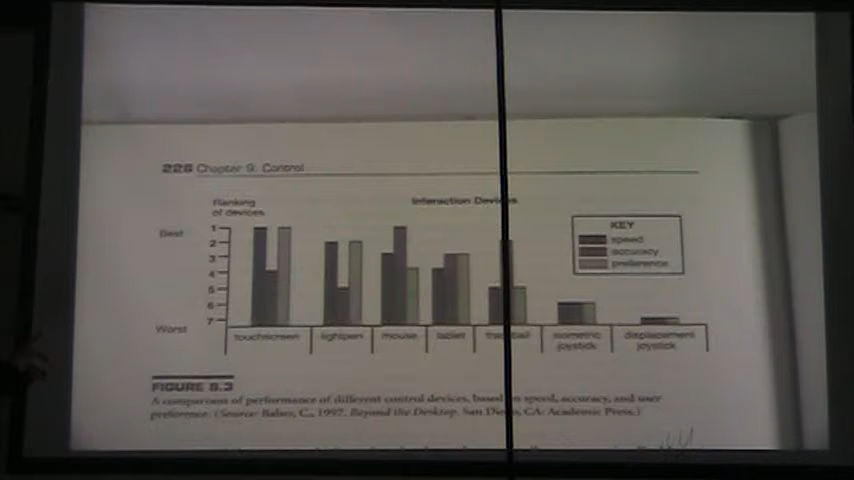 226 Chapter 9. Control
Ranking
of devices
Interaction Devices
Best
1
2
3
4
5
6
7
Worst
KEY
speed
accuracy
preference
touchscreen
lightpen
mouse
tablet
trackball
isometric
joystick
displacement
joystick
FIGURE 9.3
A comparison of performance of different control devices, based on speed, accuracy, and user
preference. (Source: Baber, C., 1997. Beyond the Desktop. San Diego, CA: Academic Press.)